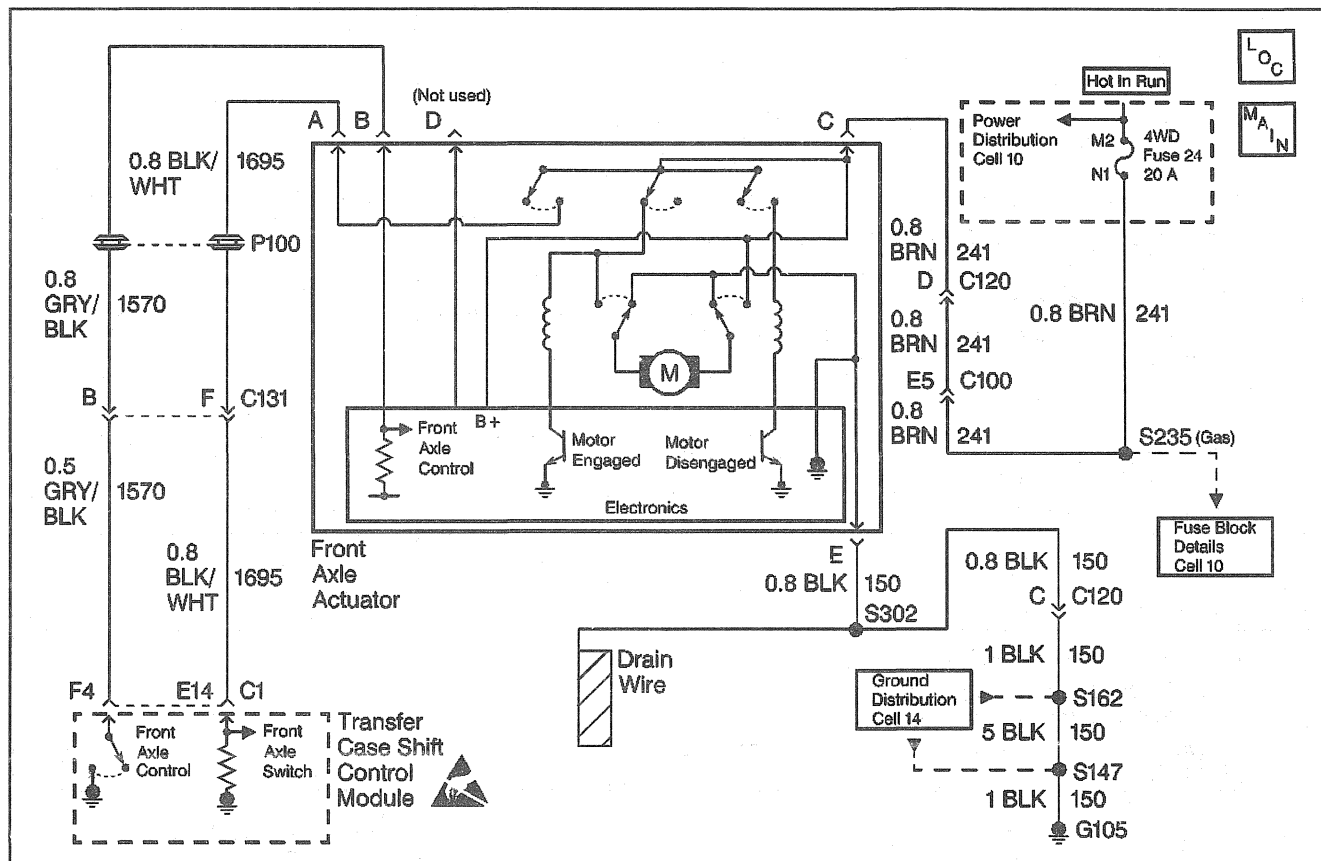 L O C
M A I N
Hot In Run
Power
Distribution
Cell 10
M2
N1
4WD
Fuse 24
20 A
(Not used)
A
B
D
C
0.8 BLK/
WHT
1695
P100
0.8
GRY/
BLK
1570
B
F
C131
0.5
GRY/
BLK
1570
0.8
BLK/
WHT
1695
0.8
BRN
241
D
C120
0.8
BRN
241
E5
C100
0.8
BRN
241
0.8 BRN
241
S235 (Gas)
Fuse Block
Details
Cell 10
M
B+
Front
Axle
Control
Motor
Engaged
Motor
Disengaged
Electronics
Front
Axle
Actuator
E
0.8 BLK
150
S302
Drain
Wire
0.8 BLK
150
C
C120
1 BLK
150
Ground
Distribution
Cell 14
S162
5 BLK
150
S147
1 BLK
150
G105
F4
E14
C1
Front
Axle
Control
Front
Axle
Switch
Transfer
Case Shift
Control
Module